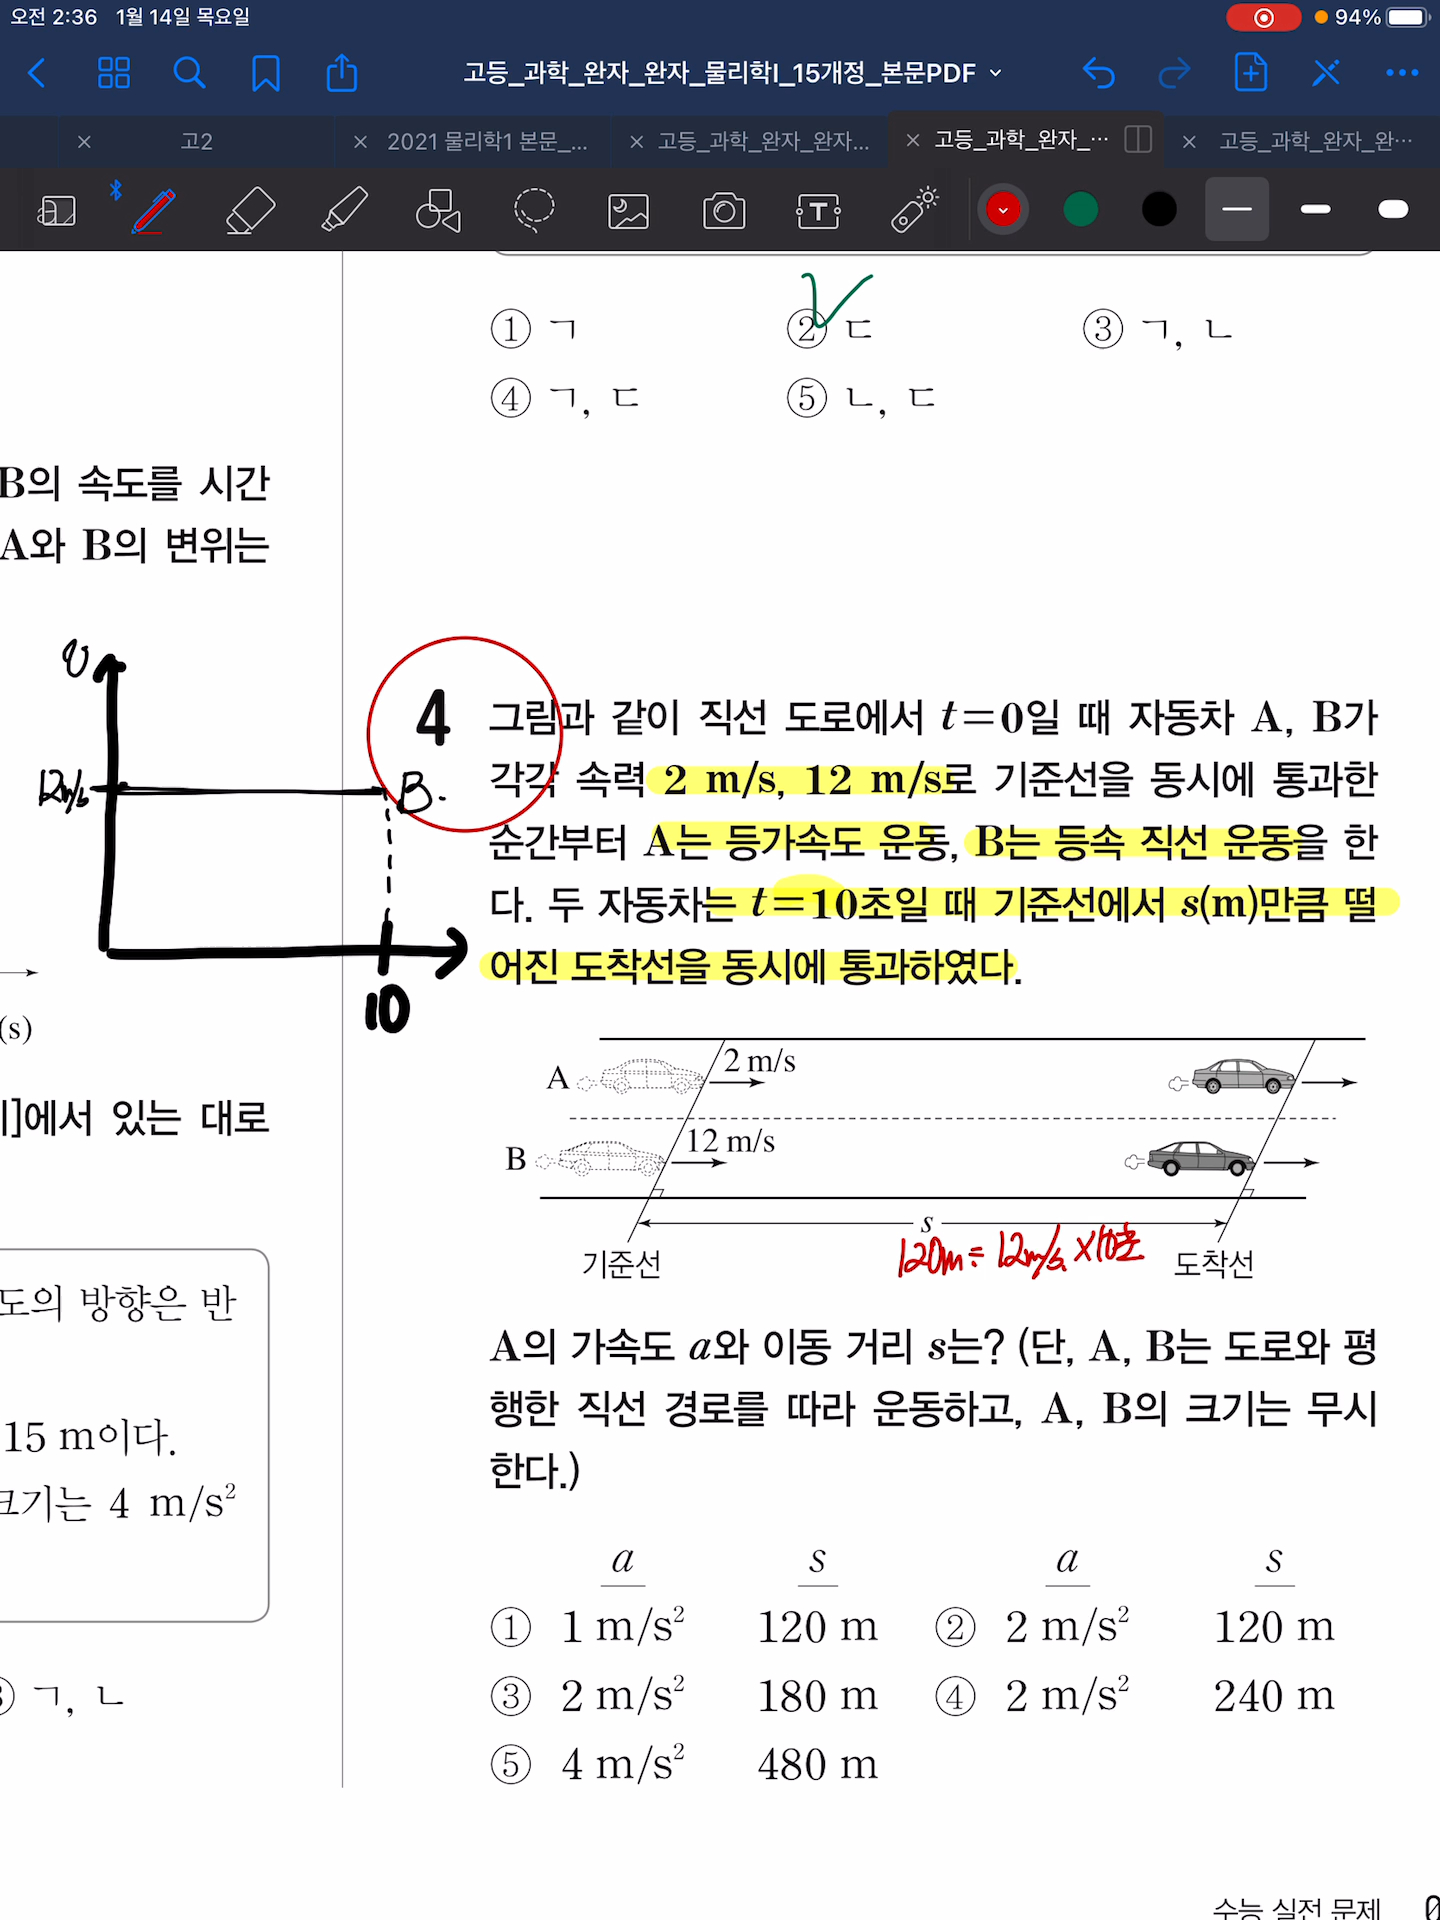 오전 2:36 1월 14일 목요일 94%
고등_과학_완자_완자_물리학I_15개정_본문PDF
고2
2021 물리학1 본문_...
고등_과학_완자_완자...
고등_과학_완자_...
고등_과학_완자_완...
① ㄱ ② ㄷ ③ ㄱ, ㄴ
④ ㄱ, ㄷ ⑤ ㄴ, ㄷ
B의 속도를 시간
A와 B의 변위는
v
12m/s
B.
10
(s)
]에서 있는 대로
도의 방향은 반
15 m이다.
크기는 4 m/s²
ㄱ, ㄴ
4 그림과 같이 직선 도로에서 t=0일 때 자동차 A, B가
각각 속력 2 m/s, 12 m/s로 기준선을 동시에 통과한
순간부터 A는 등가속도 운동, B는 등속 직선 운동을 한
다. 두 자동차는 t=10초일 때 기준선에서 s(m)만큼 떨
어진 도착선을 동시에 통과하였다.
A 2 m/s
B 12 m/s
s
120m = 12m/s ×10초
기준선 도착선
A의 가속도 a와 이동 거리 s는? (단, A, B는 도로와 평
행한 직선 경로를 따라 운동하고, A, B의 크기는 무시
한다.)
a s a s
① 1 m/s² 120 m ② 2 m/s² 120 m
③ 2 m/s² 180 m ④ 2 m/s² 240 m
⑤ 4 m/s² 480 m
수능 실전 문제 0